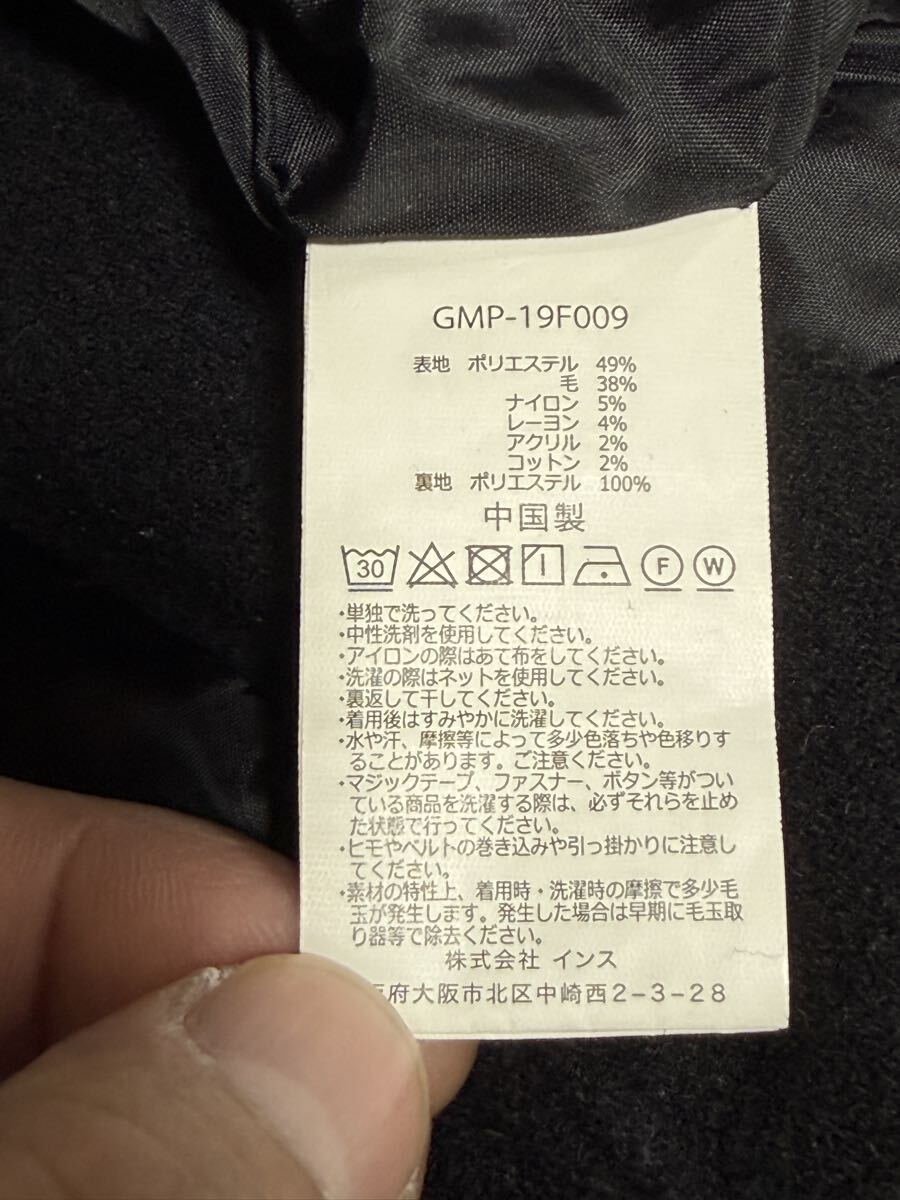 GMP-19F009
表地 ポリエステル 49%
毛 38%
ナイロン 5%
レーヨン 4%
アクリル 2%
コットン 2%
裏地 ポリエステル 100%
中国製
30 F W
・単独で洗ってください。
・中性洗剤を使用してください。
・アイロンの際はあて布をしてください。
・洗濯の際はネットを使用してください。
・裏返して干してください。
・着用後はすみやかに洗濯してください。
・水や汗、摩擦等によって多少色落ちや色移りす
ることがあります。ご注意ください。
・マジックテープ、ファスナー、ボタン等がつい
ている商品を洗濯する際は、必ずそれらを止め
た状態で行ってください。
・ヒモやベルトの巻き込みや引っ掛かりに注意し
てください。
・素材の特性上、着用時・洗濯時の摩擦で多少毛
玉が発生します。発生した場合は早期に毛玉取
り器等で除去ください。
株式会社 インス
府大阪市北区中崎西2-3-28